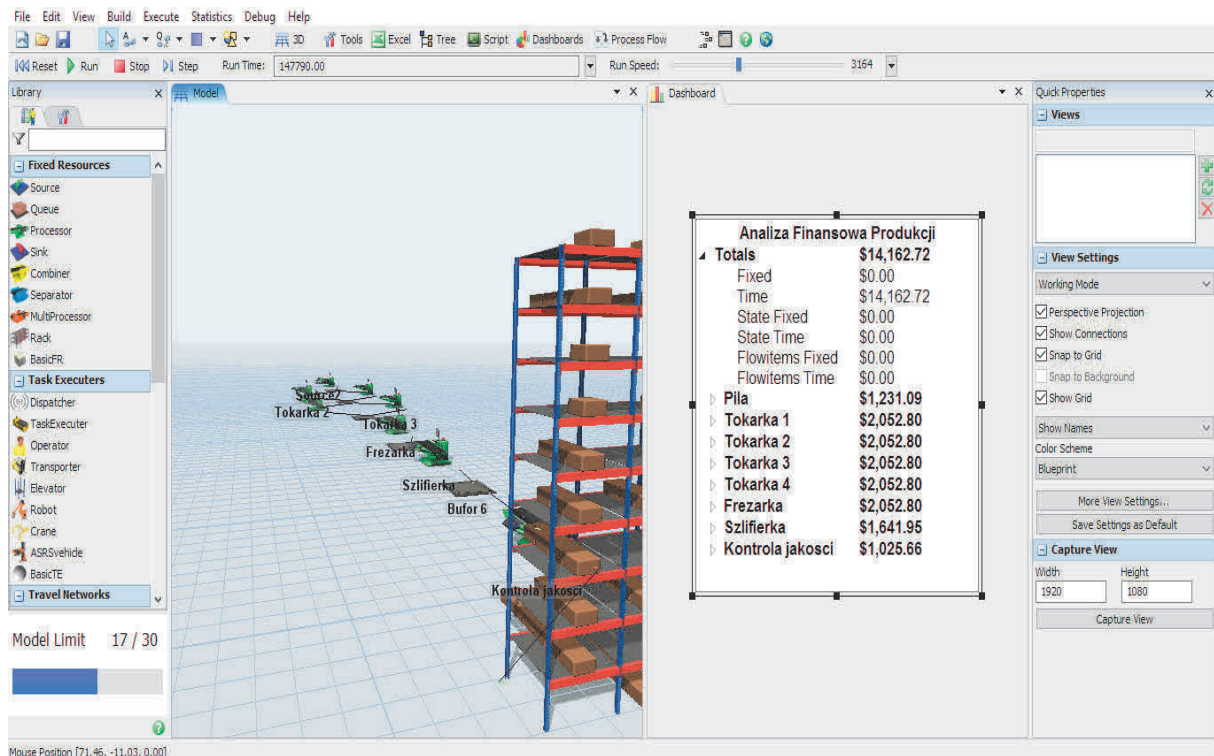 File Edit View Build Execute Statistics Debug Help
3D Tools Excel Tree Script Dashboards Process Flow
Reset Run Stop Step Run Time: 147790.00 Run Speed: 3164
Library
Fixed Resources
Source
Queue
Processor
Sink
Combiner
Separator
MultiProcessor
Rack
BasicFR
Task Executers
Dispatcher
TaskExecuter
Operator
Transporter
Elevator
Robot
Crane
ASRSvehicle
BasicTE
Travel Networks
Model Limit 17 / 30
Model
Source2
Tokarka 2
Tokarka 3
Frezarka
Szlifierka
Bufor 6
Kontrola jakosci
Dashboard
Analiza Finansowa Produkcji
Totals $14,162.72
Fixed $0.00
Time $14,162.72
State Fixed $0.00
State Time $0.00
Flowitems Fixed $0.00
Flowitems Time $0.00
Pila $1,231.09
Tokarka 1 $2,052.80
Tokarka 2 $2,052.80
Tokarka 3 $2,052.80
Tokarka 4 $2,052.80
Frezarka $2,052.80
Szlifierka $1,641.95
Kontrola jakosci $1,025.66
Quick Properties
Views
View Settings
Working Mode
Perspective Projection
Show Connections
Snap to Grid
Snap to Background
Show Grid
Show Names
Color Scheme
Blueprint
More View Settings...
Save Settings as Default
Capture View
Width Height
1920 1080
Capture View
Mouse Position [71.46, -11.03, 0.00]